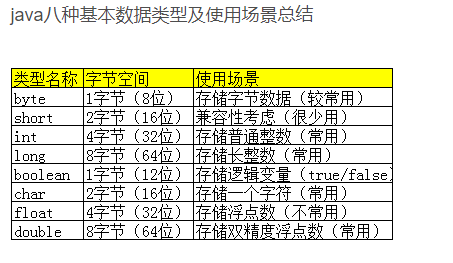 java八种基本数据类型及使用场景总结
类型名称 字节空间 使用场景
byte 1字节（8位） 存储字节数据（较常用）
short 2字节（16位） 兼容性考虑（很少用）
int 4字节（32位） 存储普通整数（常用）
long 8字节（64位） 存储长整数（常用）
boolean 1字节（12位） 存储逻辑变量（true/false）
char 2字节（16位） 存储一个字符（常用）
float 4字节（32位） 存储浮点数（不常用）
double 8字节（64位） 存储双精度浮点数（常用）